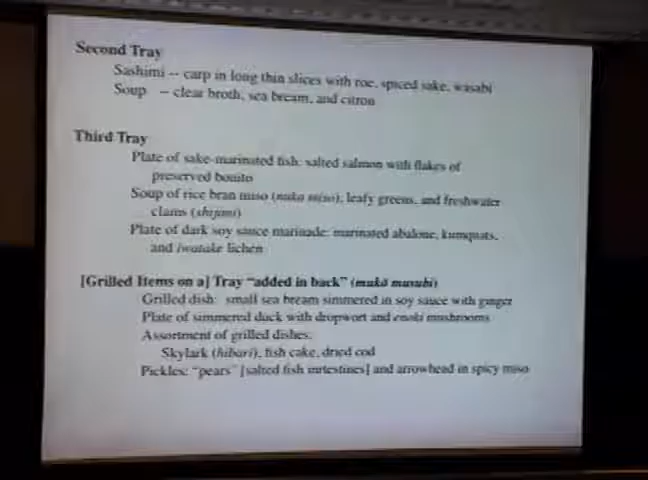 Second Tray
Sashimi -- carp in long thin slices with roe, spiced sake, wasabi
Soup -- clear broth, sea bream, and citron
Third Tray
Plate of sake-marinated fish: salted salmon with flakes of
preserved bonito
Soup of rice bran miso (nuka miso), leafy greens, and freshwater
clams (shijimi)
Plate of dark soy sauce marinade: marinated abalone, kumquats,
and iwatake lichen
[Grilled Items on a] Tray “added in back” (mukō musubi)
Grilled dish: small sea bream simmered in soy sauce with ginger
Plate of simmered duck with dropwort and enoki mushrooms
Assortment of grilled dishes:
Skylark (hibari), fish cake, dried cod
Pickles: “pears” [salted fish intestines] and arrowhead in spicy miso